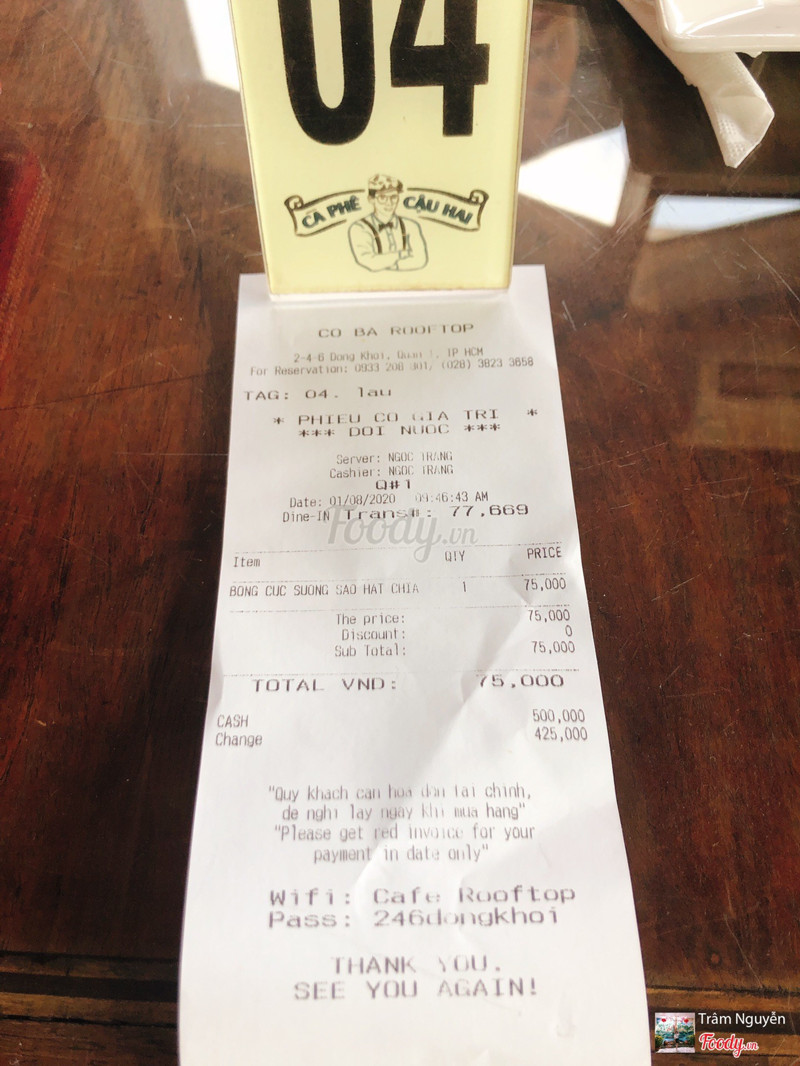 04
CÀ PHÊ CẬU HAI
CO BA ROOFTOP
2-4-6 Dong Khoi, Quan 1, TP HCM
For Reservation: 0933 206 301, (028) 3823 3658
TAG: 04. lau
* PHIEU CO GIA TRI *
*** DOI NUOC ***
Server: NGOC TRANG
Cashier: NGOC TRANG
Q#1
Date: 01/08/2020 09:46:43 AM
Dine-IN Trans#: 77,669
Foody.vn
Item QTY PRICE
BONG CUC SUONG SAO HAT CHIA 1 75,000
The price: 75,000
Discount: 0
Sub Total: 75,000
TOTAL VND: 75,000
CASH 500,000
Change 425,000
"Quy khach can hoa don tai chinh,
de nghi lay ngay khi mua hang"
"Please get red invoice for your
payment in date only"
Wifi: Cafe Rooftop
Pass: 246dongkhoi
THANK YOU.
SEE YOU AGAIN!
Trâm Nguyễn
Foody.vn